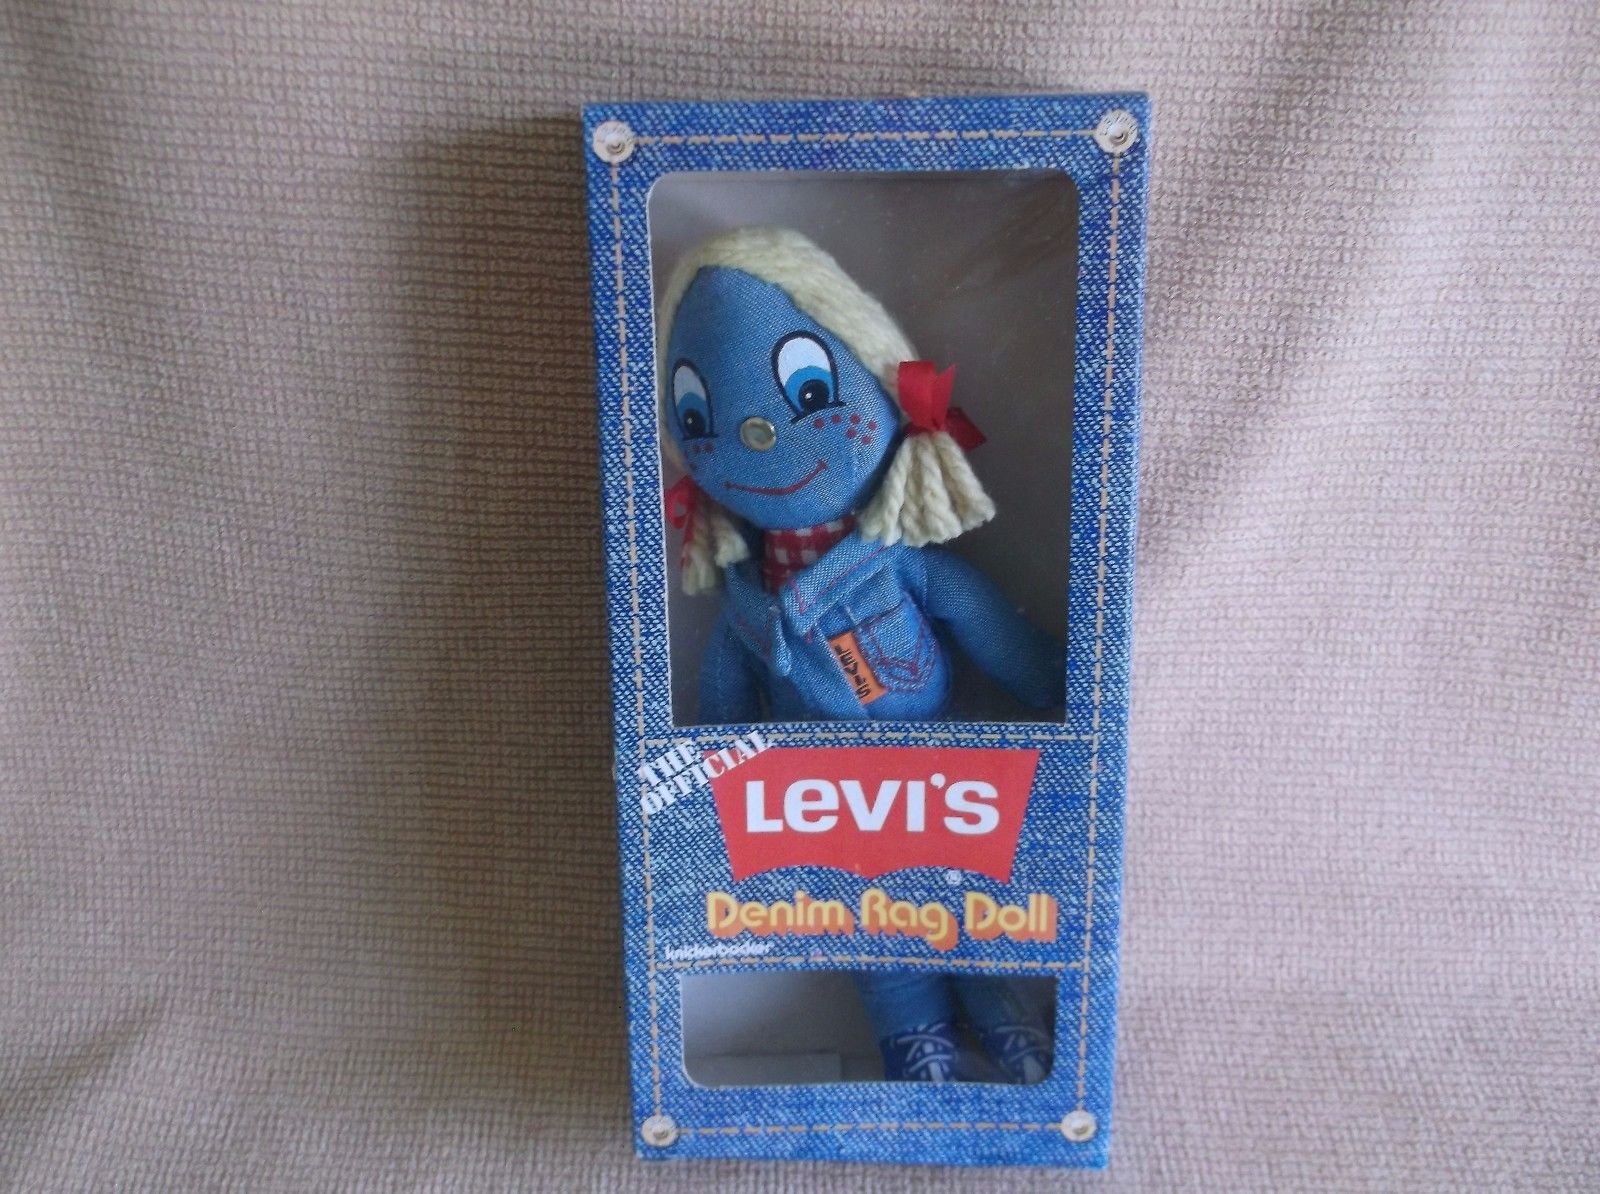 LEVI'S
THE
OFFICIAL
Levi's
®
Denim Rag Doll
knickerbocker